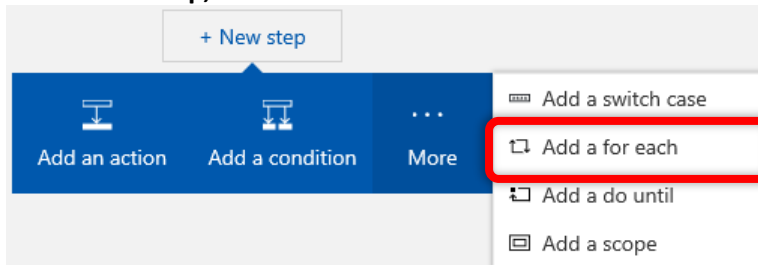 + New step
Add an action
Add a condition
...
More
Add a switch case
Add a for each
Add a do until
Add a scope